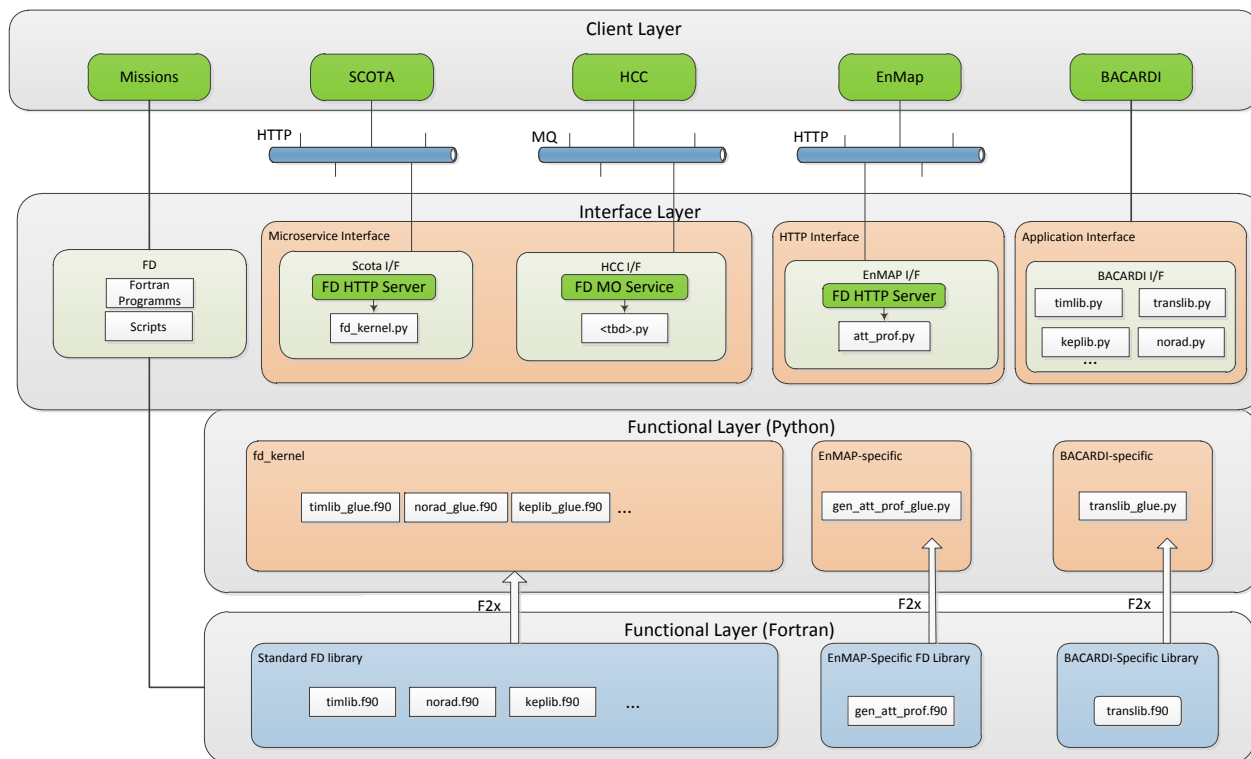 Client Layer
Missions
SCOTA
HCC
EnMap
BACARDI
HTTP
MQ
HTTP
Interface Layer
FD
Fortran
Programms
Scripts
Microservice Interface
Scota I/F
FD HTTP Server
fd_kernel.py
HCC I/F
FD MO Service
<tbd>.py
HTTP Interface
EnMAP I/F
FD HTTP Server
att_prof.py
Application Interface
BACARDI I/F
timlib.py
translib.py
keplib.py
norad.py
...
Functional Layer (Python)
fd_kernel
timlib_glue.f90
norad_glue.f90
keplib_glue.f90
...
EnMAP-specific
gen_att_prof_glue.py
BACARDI-specific
translib_glue.py
F2x
F2x
F2x
Functional Layer (Fortran)
Standard FD library
timlib.f90
norad.f90
keplib.f90
...
EnMAP-Specific FD Library
gen_att_prof.f90
BACARDI-Specific Library
translib.f90